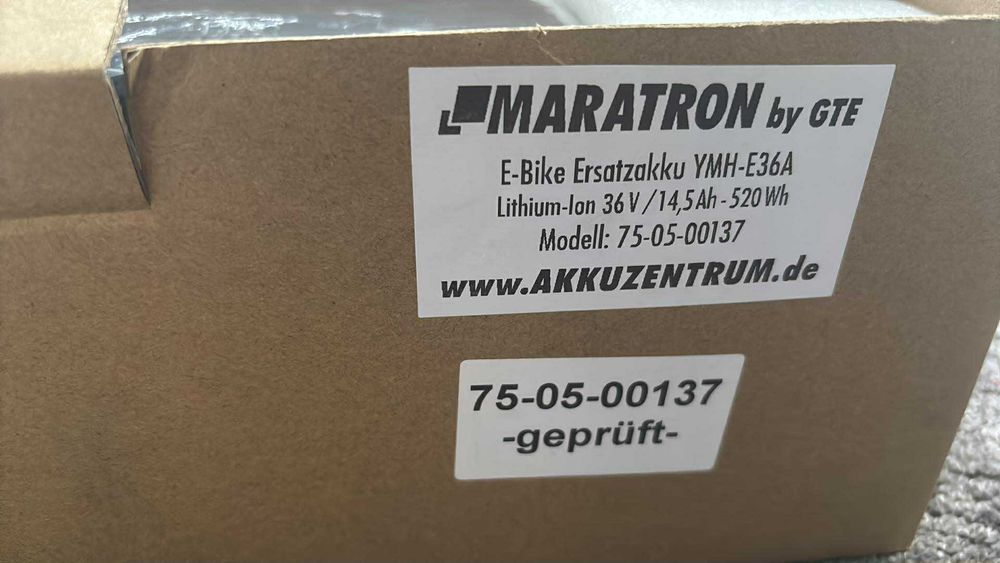 MARATRON by GTE
E-Bike Ersatzakku YMH-E36A
Lithium-Ion 36 V / 14,5 Ah - 520 Wh
Modell: 75-05-00137
www.AKKUZENTRUM.de
75-05-00137
-geprüft-